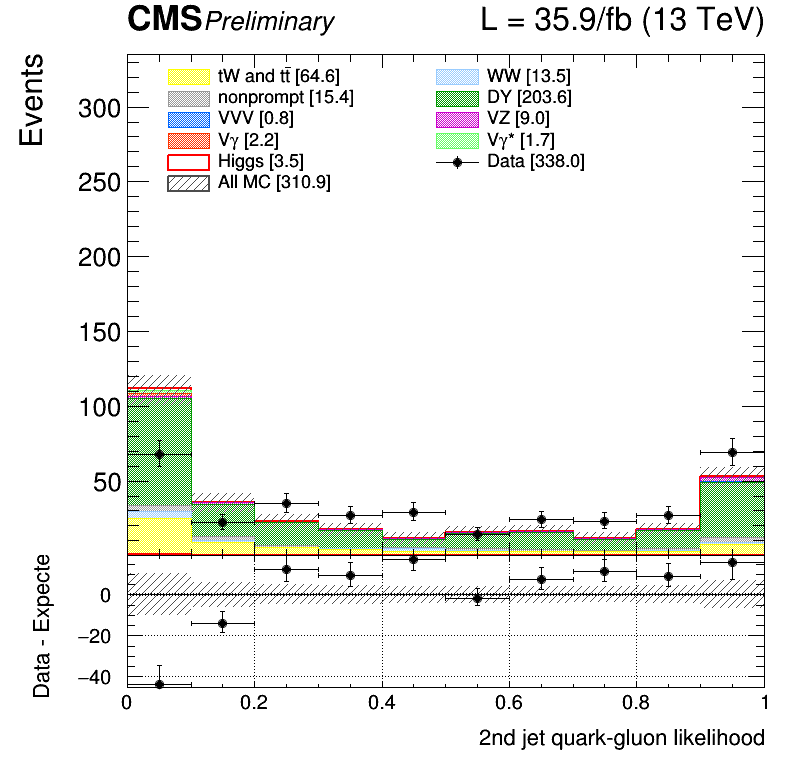 CMS Preliminary L = 35.9/fb (13 TeV)
Events
tW and tt̄ [64.6]
nonprompt [15.4]
VVV [0.8]
Vγ [2.2]
Higgs [3.5]
All MC [310.9]
WW [13.5]
DY [203.6]
VZ [9.0]
Vγ* [1.7]
Data [338.0]
300
250
200
150
100
50
Data - Expecte
0
−20
−40
0 0.2 0.4 0.6 0.8 1
2nd jet quark-gluon likelihood